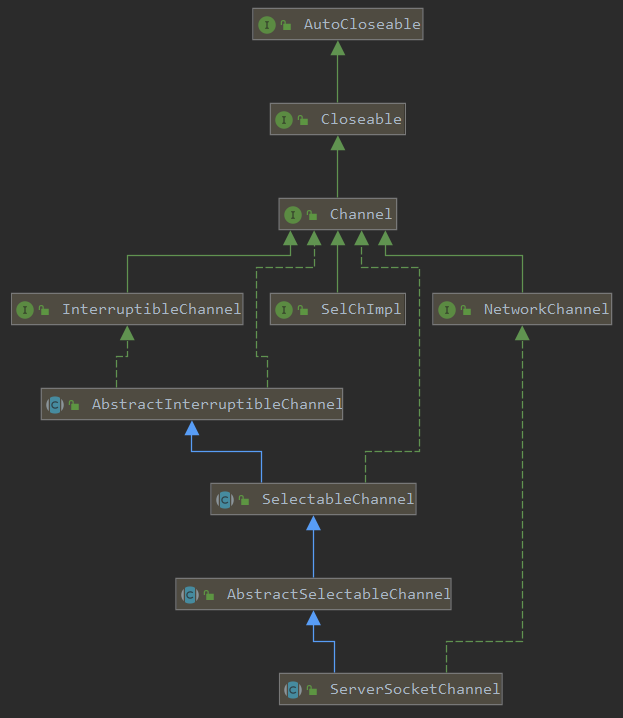 AutoCloseable
Closeable
Channel
InterruptibleChannel
SelChImpl
NetworkChannel
AbstractInterruptibleChannel
SelectableChannel
AbstractSelectableChannel
ServerSocketChannel